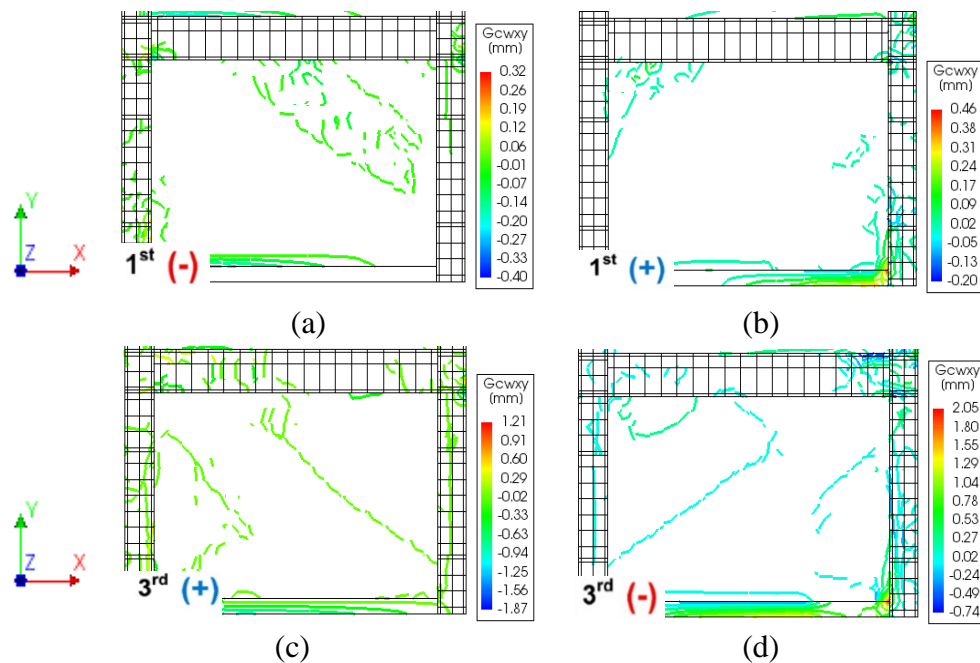 Gcwxy
(mm)
0.32
0.26
0.19
0.12
0.06
-0.01
-0.07
-0.14
-0.20
-0.27
-0.33
-0.40
Y
Z X
1st (-)
(a)
Gcwxy
(mm)
0.46
0.38
0.31
0.24
0.17
0.09
0.02
-0.05
-0.13
-0.20
1st (+)
(b)
Gcwxy
(mm)
1.21
0.91
0.60
0.29
-0.02
-0.33
-0.63
-0.94
-1.25
-1.56
-1.87
Y
Z X
3rd (+)
(c)
Gcwxy
(mm)
2.05
1.80
1.55
1.29
1.04
0.78
0.53
0.27
0.02
-0.24
-0.49
-0.74
3rd (-)
(d)